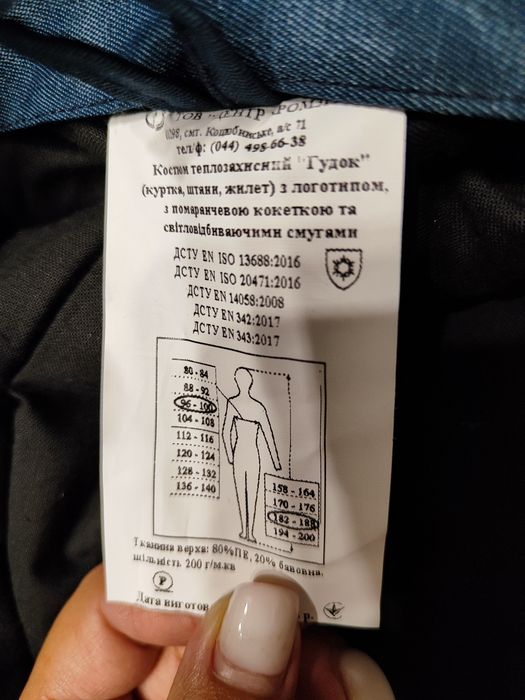 ТОВ "ЦЕНТР
смт. Коцюбинське, а/с 71
тел/ф: (044) 498-66-38
Костюм теплозахисний "Гудок"
(куртка, штани, жилет) з логотипом,
з помаранчевою кокеткою та
світловідбиваючими смугами
ДСТУ EN ISO 13688:2016
ДСТУ EN ISO 20471:2016
ДСТУ EN 14058:2008
ДСТУ EN 342:2017
ДСТУ EN 343:2017
80 - 84
88 - 92
96 - 100
104 - 108
112 - 116
120 - 124
128 - 132
136 - 140
158 - 164
170 - 176
182 - 188
194 - 200
Тканина верха: 80%ПЕ, 20% бавовна,
щільність 200 г/м.кв
P
Дата виготов
р.